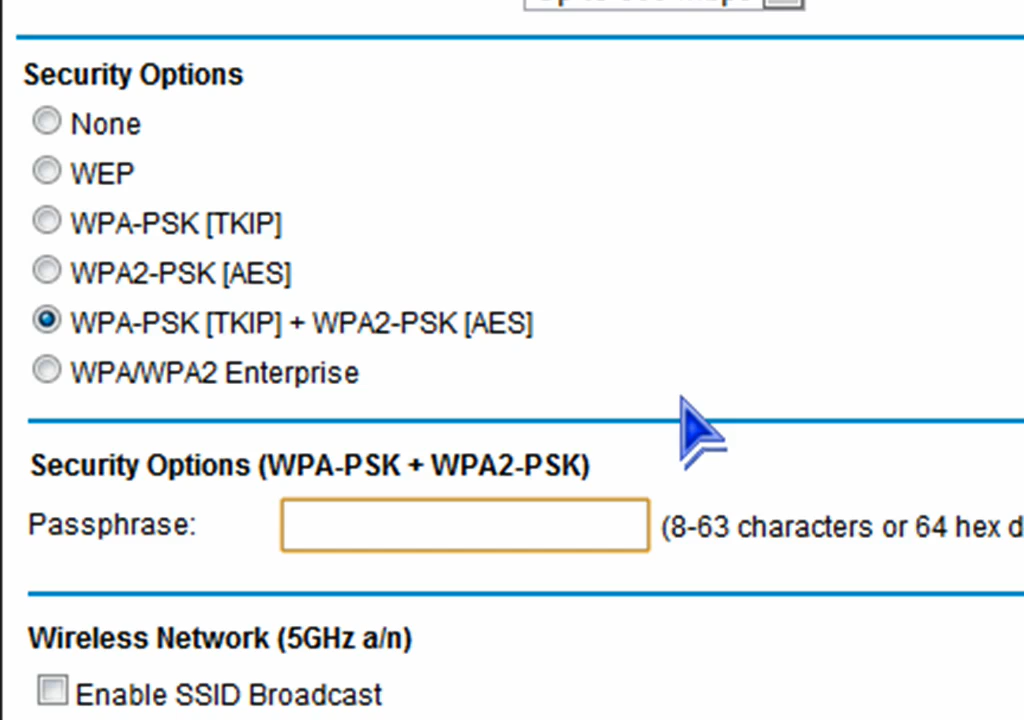 Security Options
None
WEP
WPA-PSK [TKIP]
WPA2-PSK [AES]
WPA-PSK [TKIP] + WPA2-PSK [AES]
WPA/WPA2 Enterprise
Security Options (WPA-PSK + WPA2-PSK)
Passphrase: (8-63 characters or 64 hex
Wireless Network (5GHz a/n)
Enable SSID Broadcast